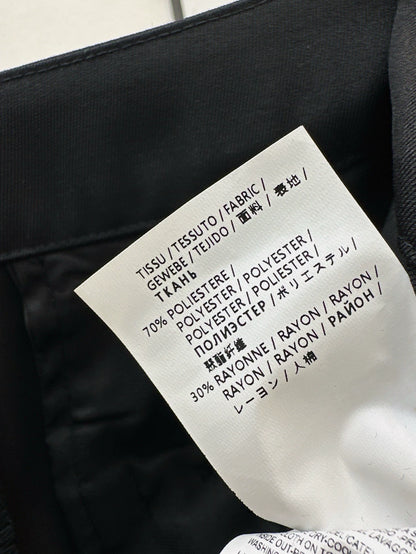 TISSU / TESSUTO / FABRIC /
GEWEBE / TEJIDO / 面料 / 表地 /
ТКАНЬ
70% POLIESTERE /
POLYESTER / POLYESTER /
POLYESTER / POLIESTER /
ПОЛИЭСТЕР / ポリエステル /
聚酯纤维
30% RAYONNE / RAYON / RAYON /
RAYON / RAYON / РАЙОН /
レーヨン / 人棉